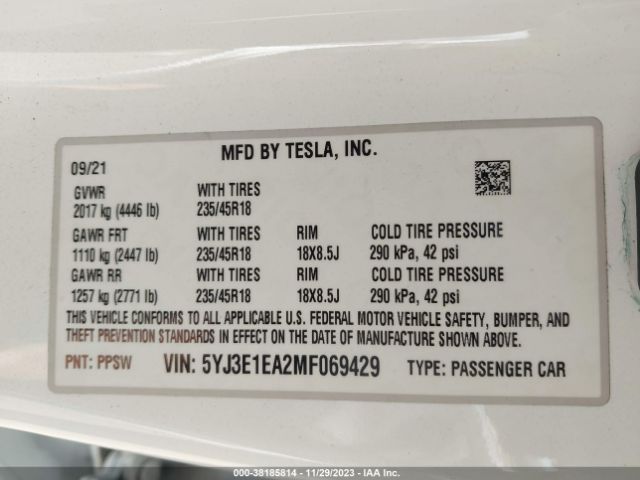 MFD BY TESLA, INC.
09/21
GVWR WITH TIRES
2017 kg (4446 lb) 235/45R18
GAWR FRT WITH TIRES RIM COLD TIRE PRESSURE
1110 kg (2447 lb) 235/45R18 18X8.5J 290 kPa, 42 psi
GAWR RR WITH TIRES RIM COLD TIRE PRESSURE
1257 kg (2771 lb) 235/45R18 18X8.5J 290 kPa, 42 psi
THIS VEHICLE CONFORMS TO ALL APPLICABLE U.S. FEDERAL MOTOR VEHICLE SAFETY, BUMPER, AND
THEFT PREVENTION STANDARDS IN EFFECT ON THE DATE OF MANUFACTURE SHOWN ABOVE.
PNT: PPSW VIN: 5YJ3E1EA2MF069429 TYPE: PASSENGER CAR
000-38185814 - 11/29/2023 - IAA Inc.